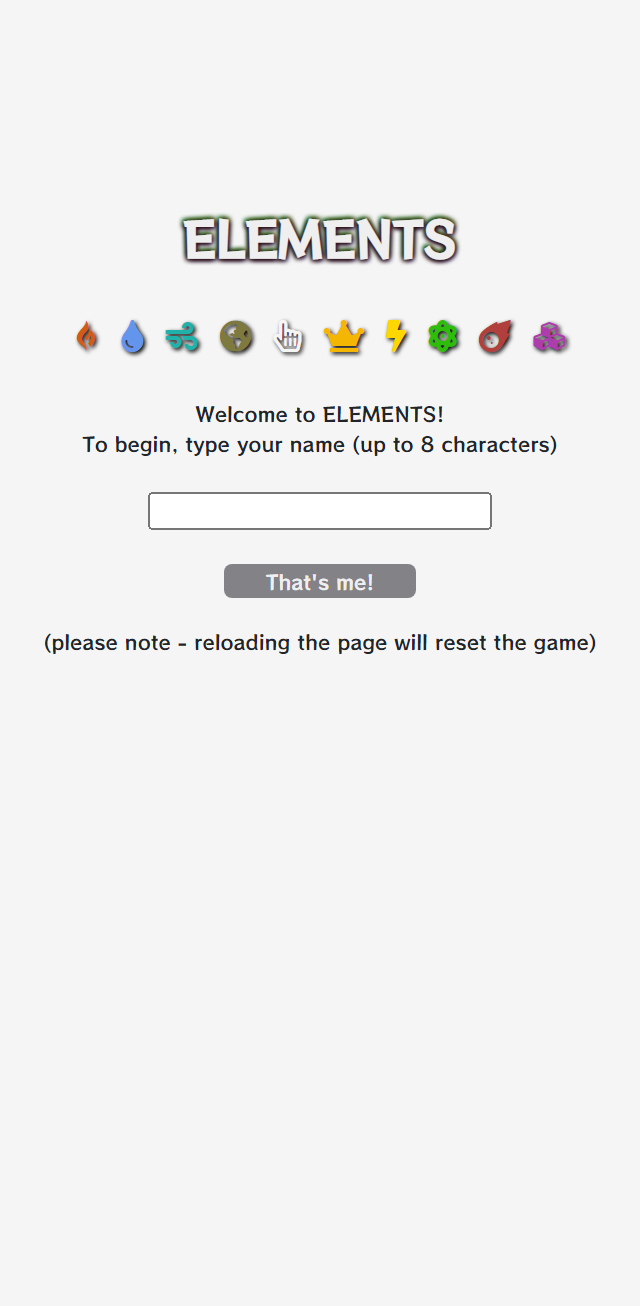 ELEMENTS
Welcome to ELEMENTS!
To begin, type your name (up to 8 characters)
That's me!
(please note - reloading the page will reset the game)